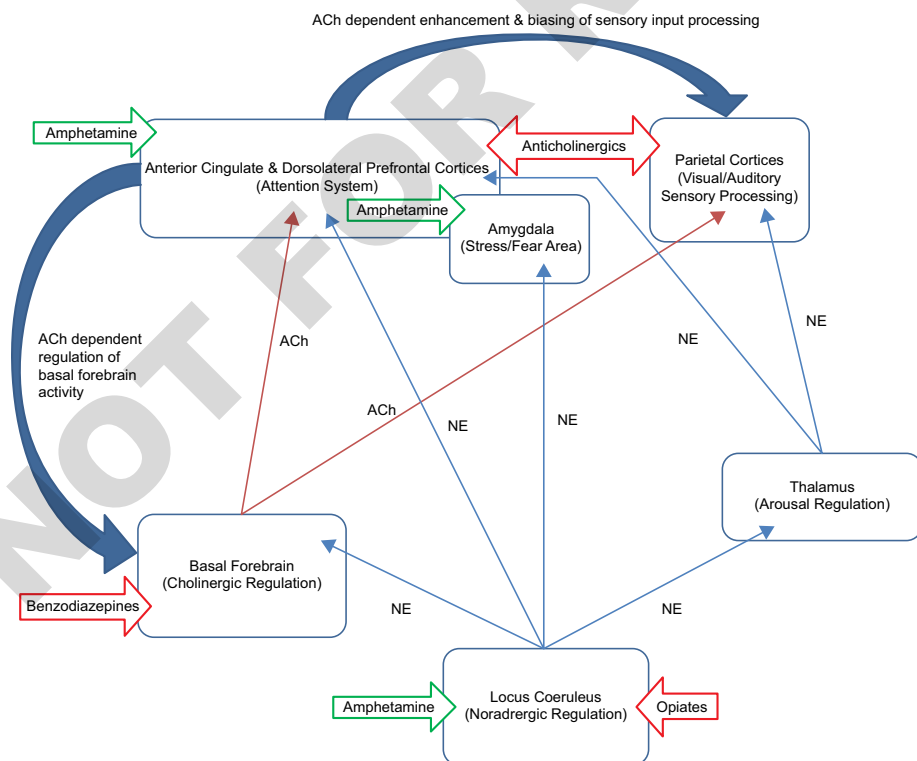 ACh dependent enhancement & biasing of sensory input processing
Amphetamine
Anterior Cingulate & Dorsolateral Prefrontal Cortices
(Attention System)
Anticholinergics
Parietal Cortices
(Visual/Auditory
Sensory Processing)
Amphetamine
Amygdala
(Stress/Fear Area)
ACh dependent
regulation of
basal forebrain
activity
ACh
ACh
NE
NE
NE
NE
Thalamus
(Arousal Regulation)
Basal Forebrain
(Cholinergic Regulation)
Benzodiazepines
NE
NE
Amphetamine
Locus Coeruleus
(Noradrergic Regulation)
Opiates
NOT FOR